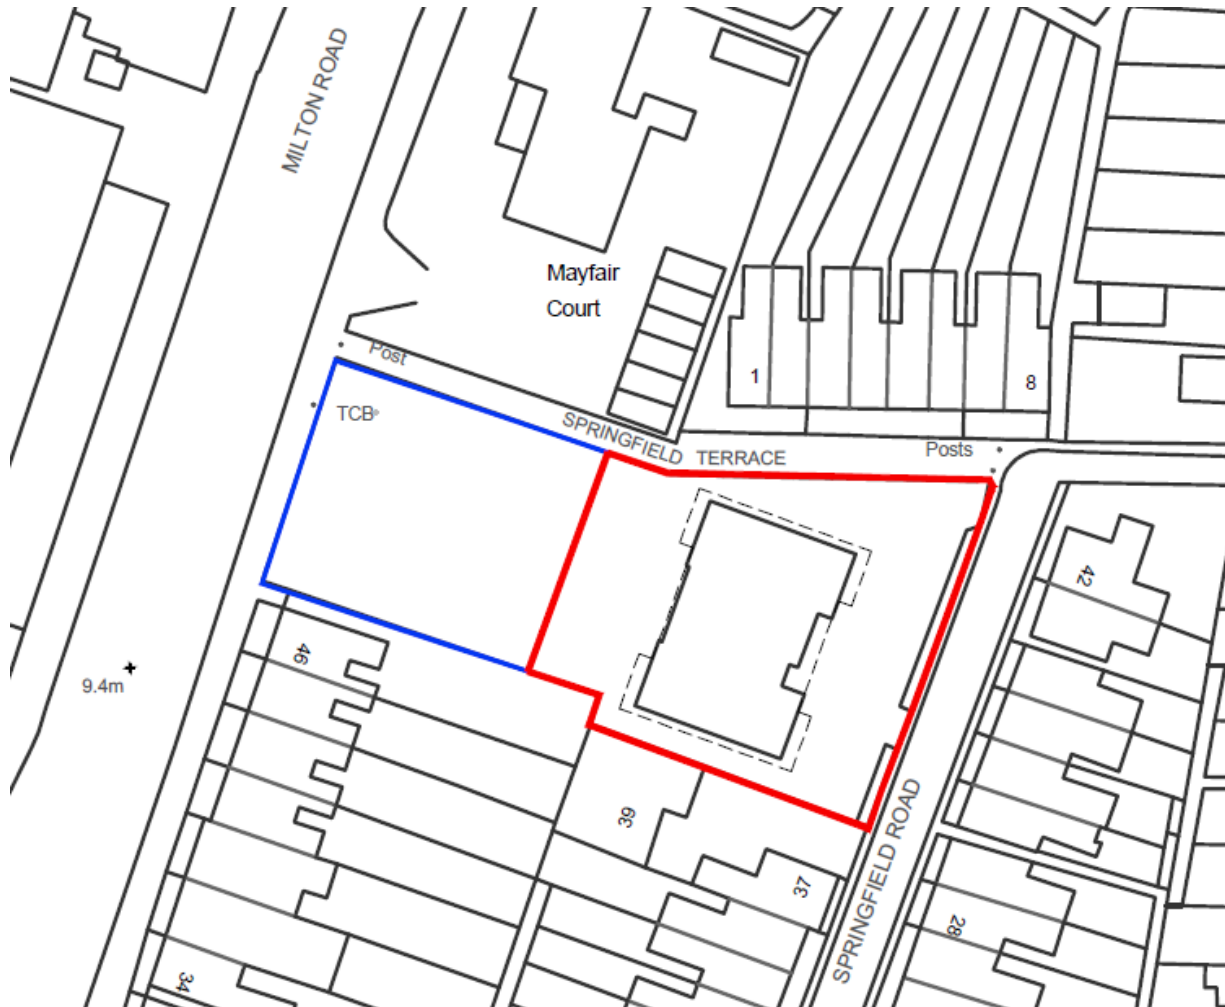 MILTON ROAD
Mayfair
Court
Post
TCB
SPRINGFIELD TERRACE
Posts
1
8
42
46
9.4m
39
37
SPRINGFIELD ROAD
28
34